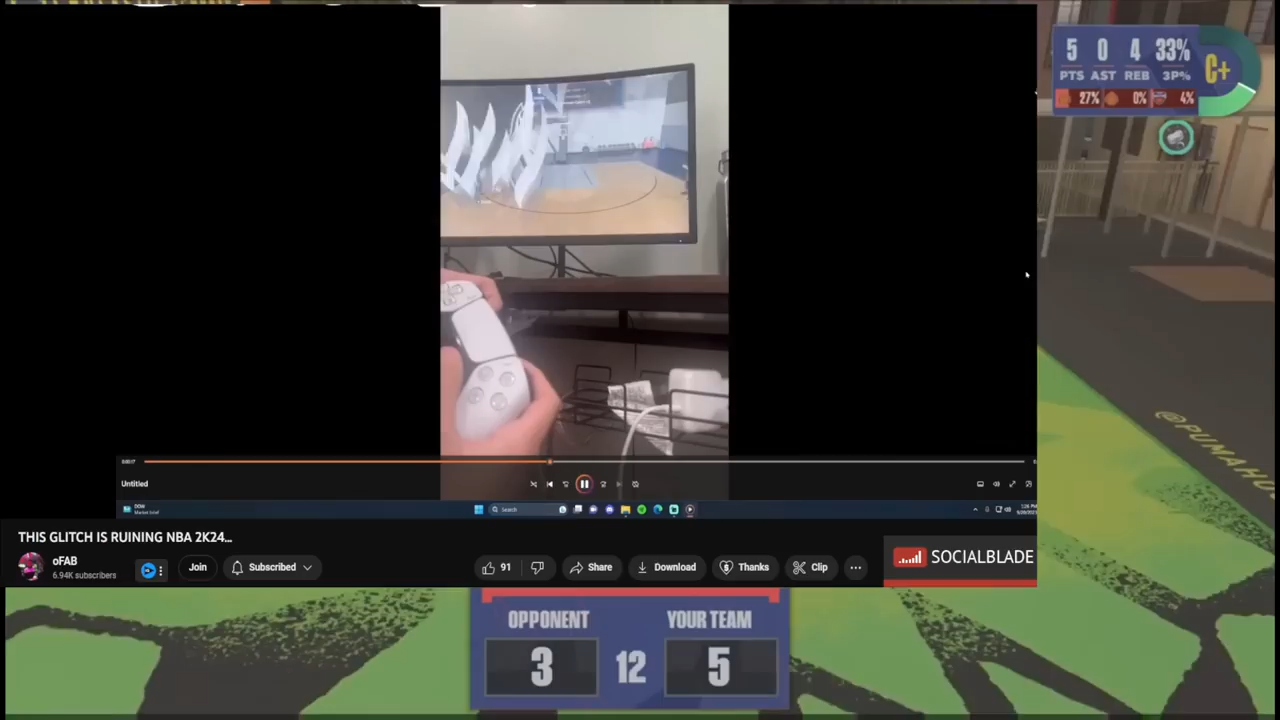 5 0 4 33%
PTS AST REB 3P%
C+
27% 0% 4%
@PUMAHO
Untitled
Search
THIS GLITCH IS RUINING NBA 2K24...
oFAB
6.94K subscribers
Join
Subscribed
91
Share
Download
Thanks
Clip
SOCIALBLADE
OPPONENT YOUR TEAM
3 12 5